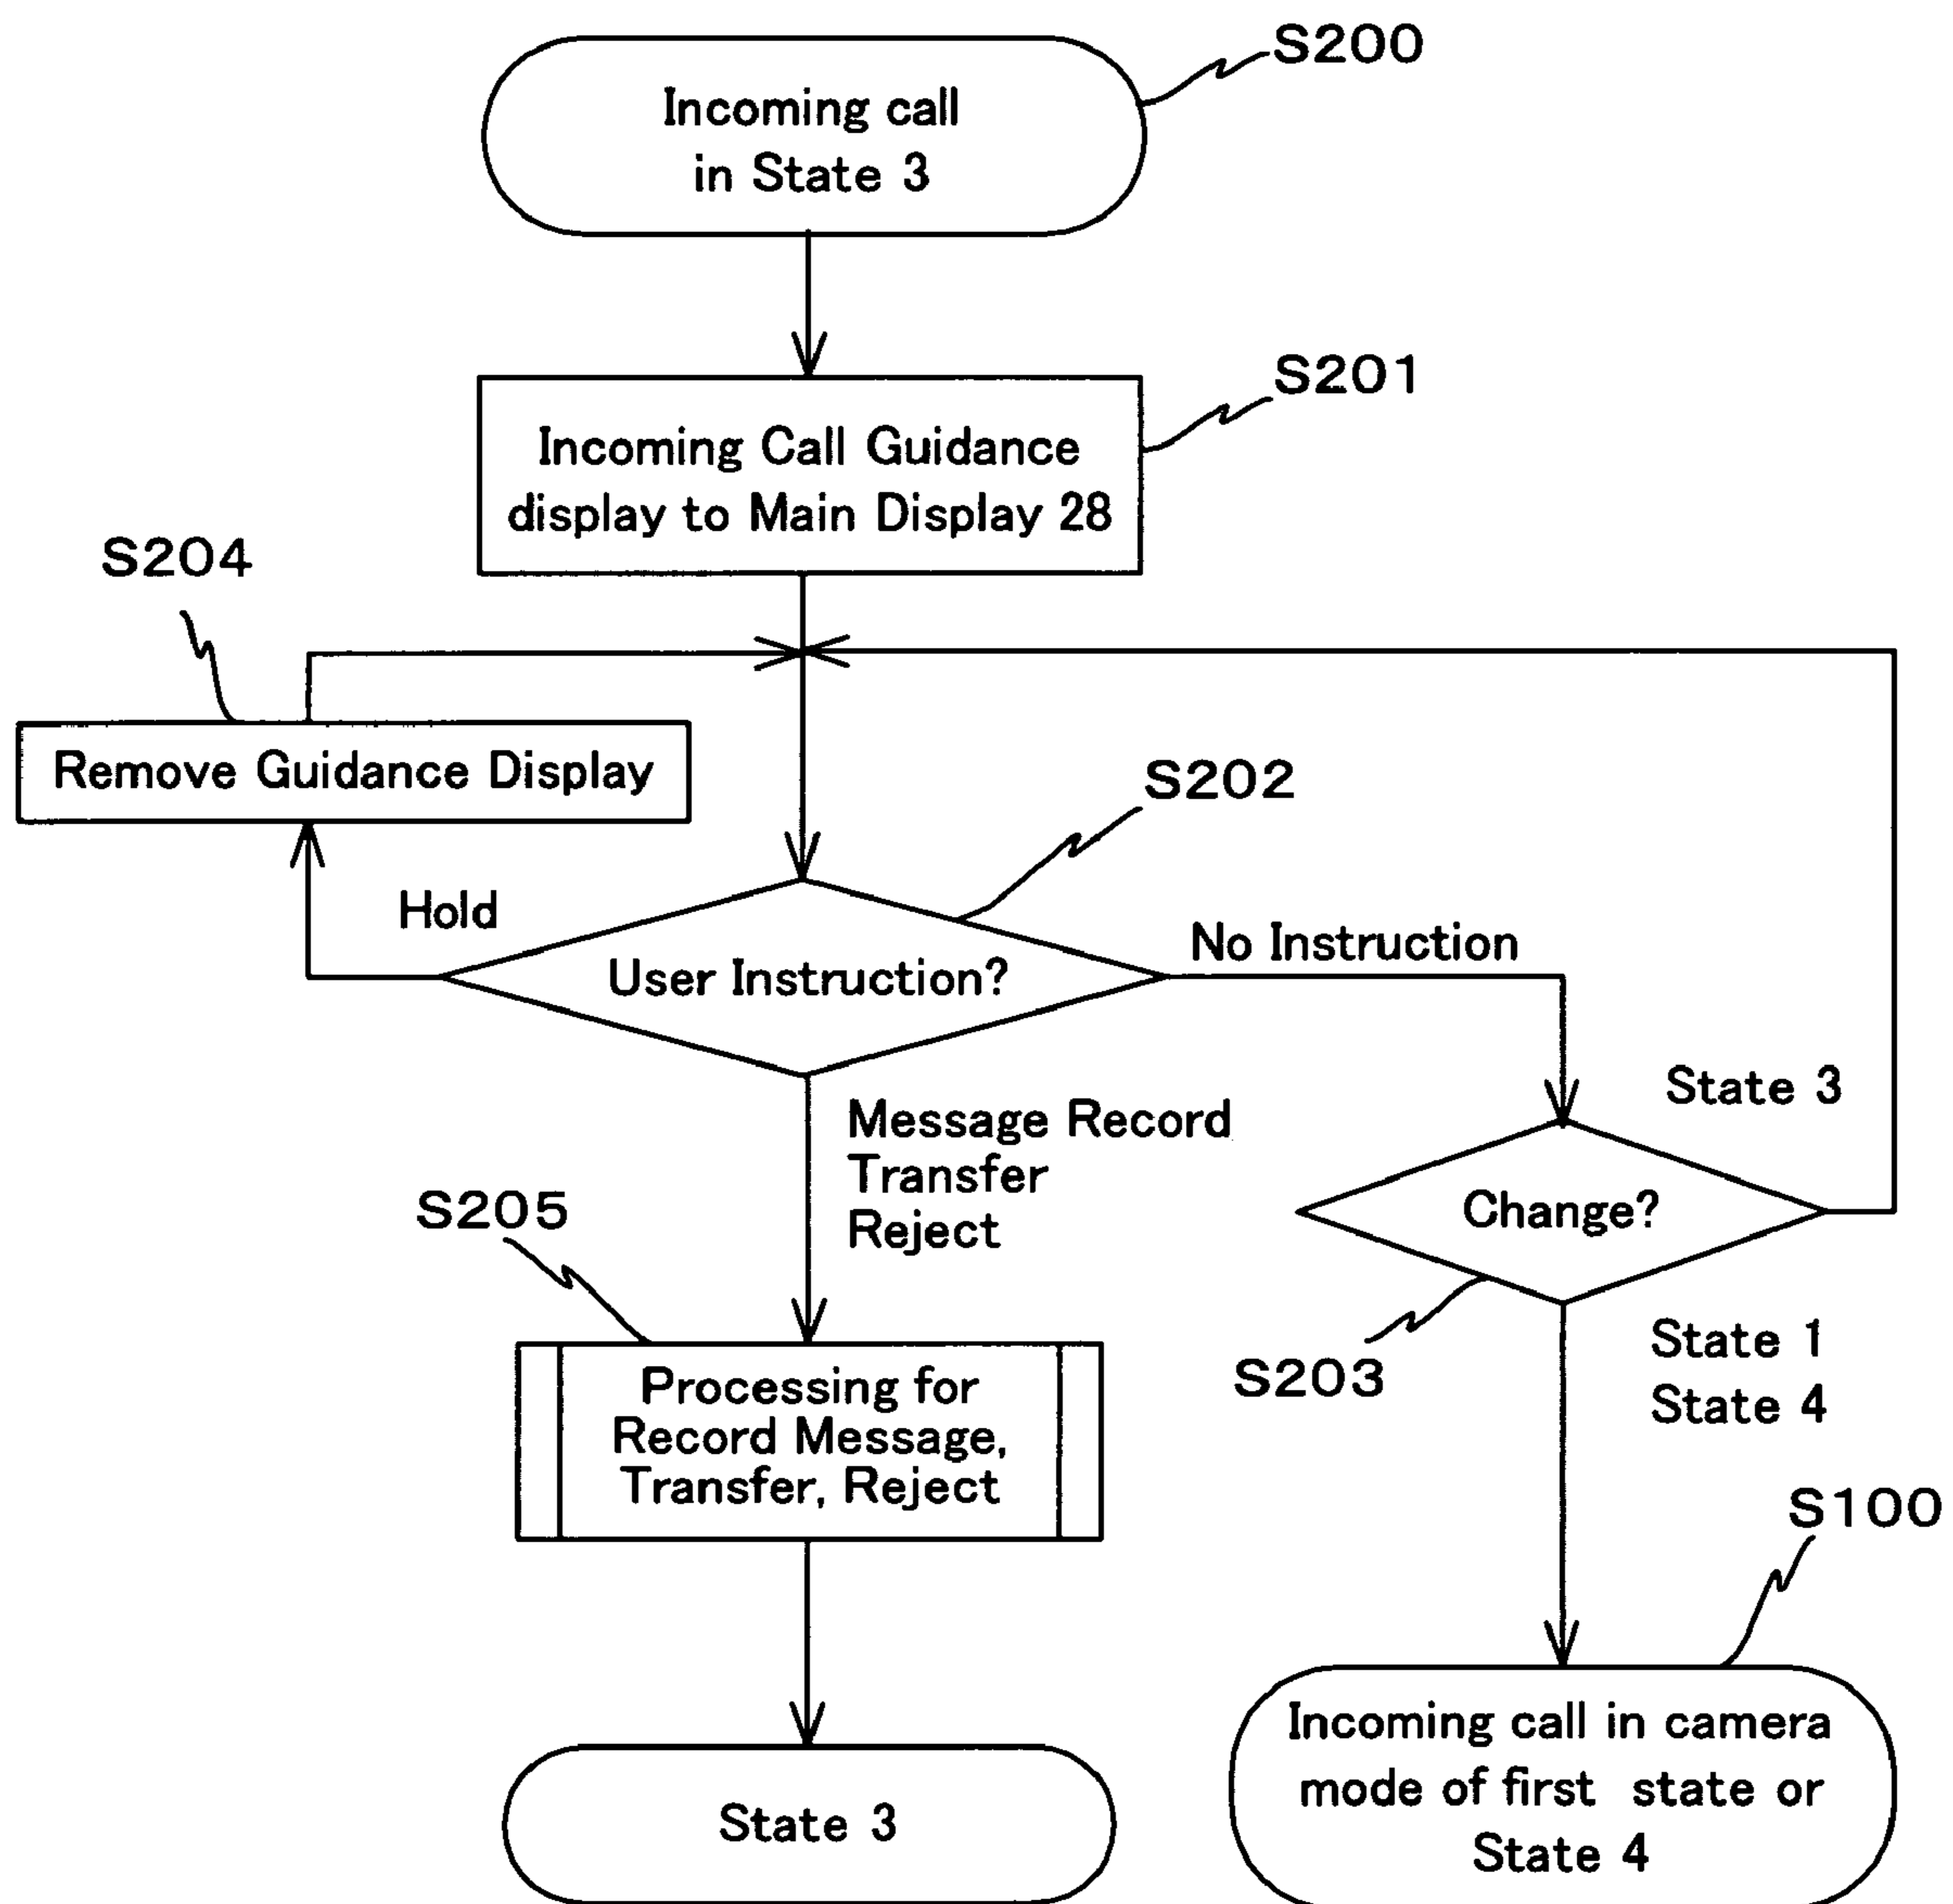 S200
Incoming call
in State 3
S201
Incoming Call Guidance
display to Main Display 28
S204
Remove Guidance Display
S202
Hold
No Instruction
User Instruction?
State 3
Message Record
Transfer
Reject
Change?
S205
S203
State 1
State 4
Processing for
Record Message,
Transfer, Reject
S100
Incoming call in camera
mode of first state or
State 4
State 3